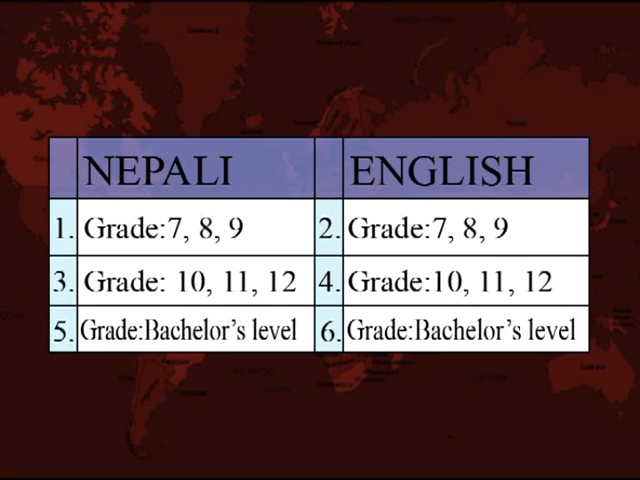 NEPALI ENGLISH
1. Grade:7, 8, 9 2. Grade:7, 8, 9
3. Grade: 10, 11, 12 4. Grade:10, 11, 12
5. Grade:Bachelor's level 6. Grade:Bachelor's level